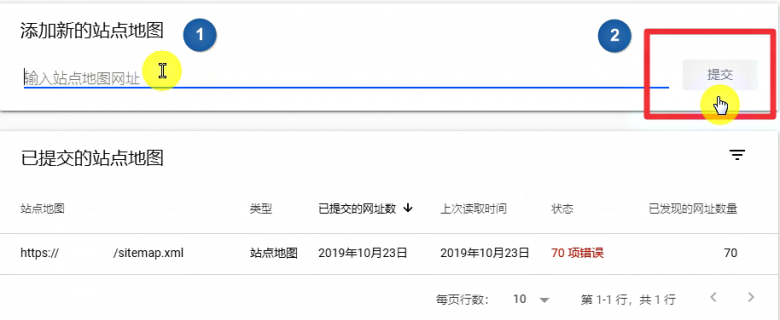 添加新的站点地图 1 2
输入站点地图网址 提交
已提交的站点地图
站点地图 类型 已提交的网址数 上次读取时间 状态 已发现的网址数量
https:// /sitemap.xml 站点地图 2019年10月23日 2019年10月23日 70 项错误 70
每页行数: 10 第 1-1 行，共 1 行